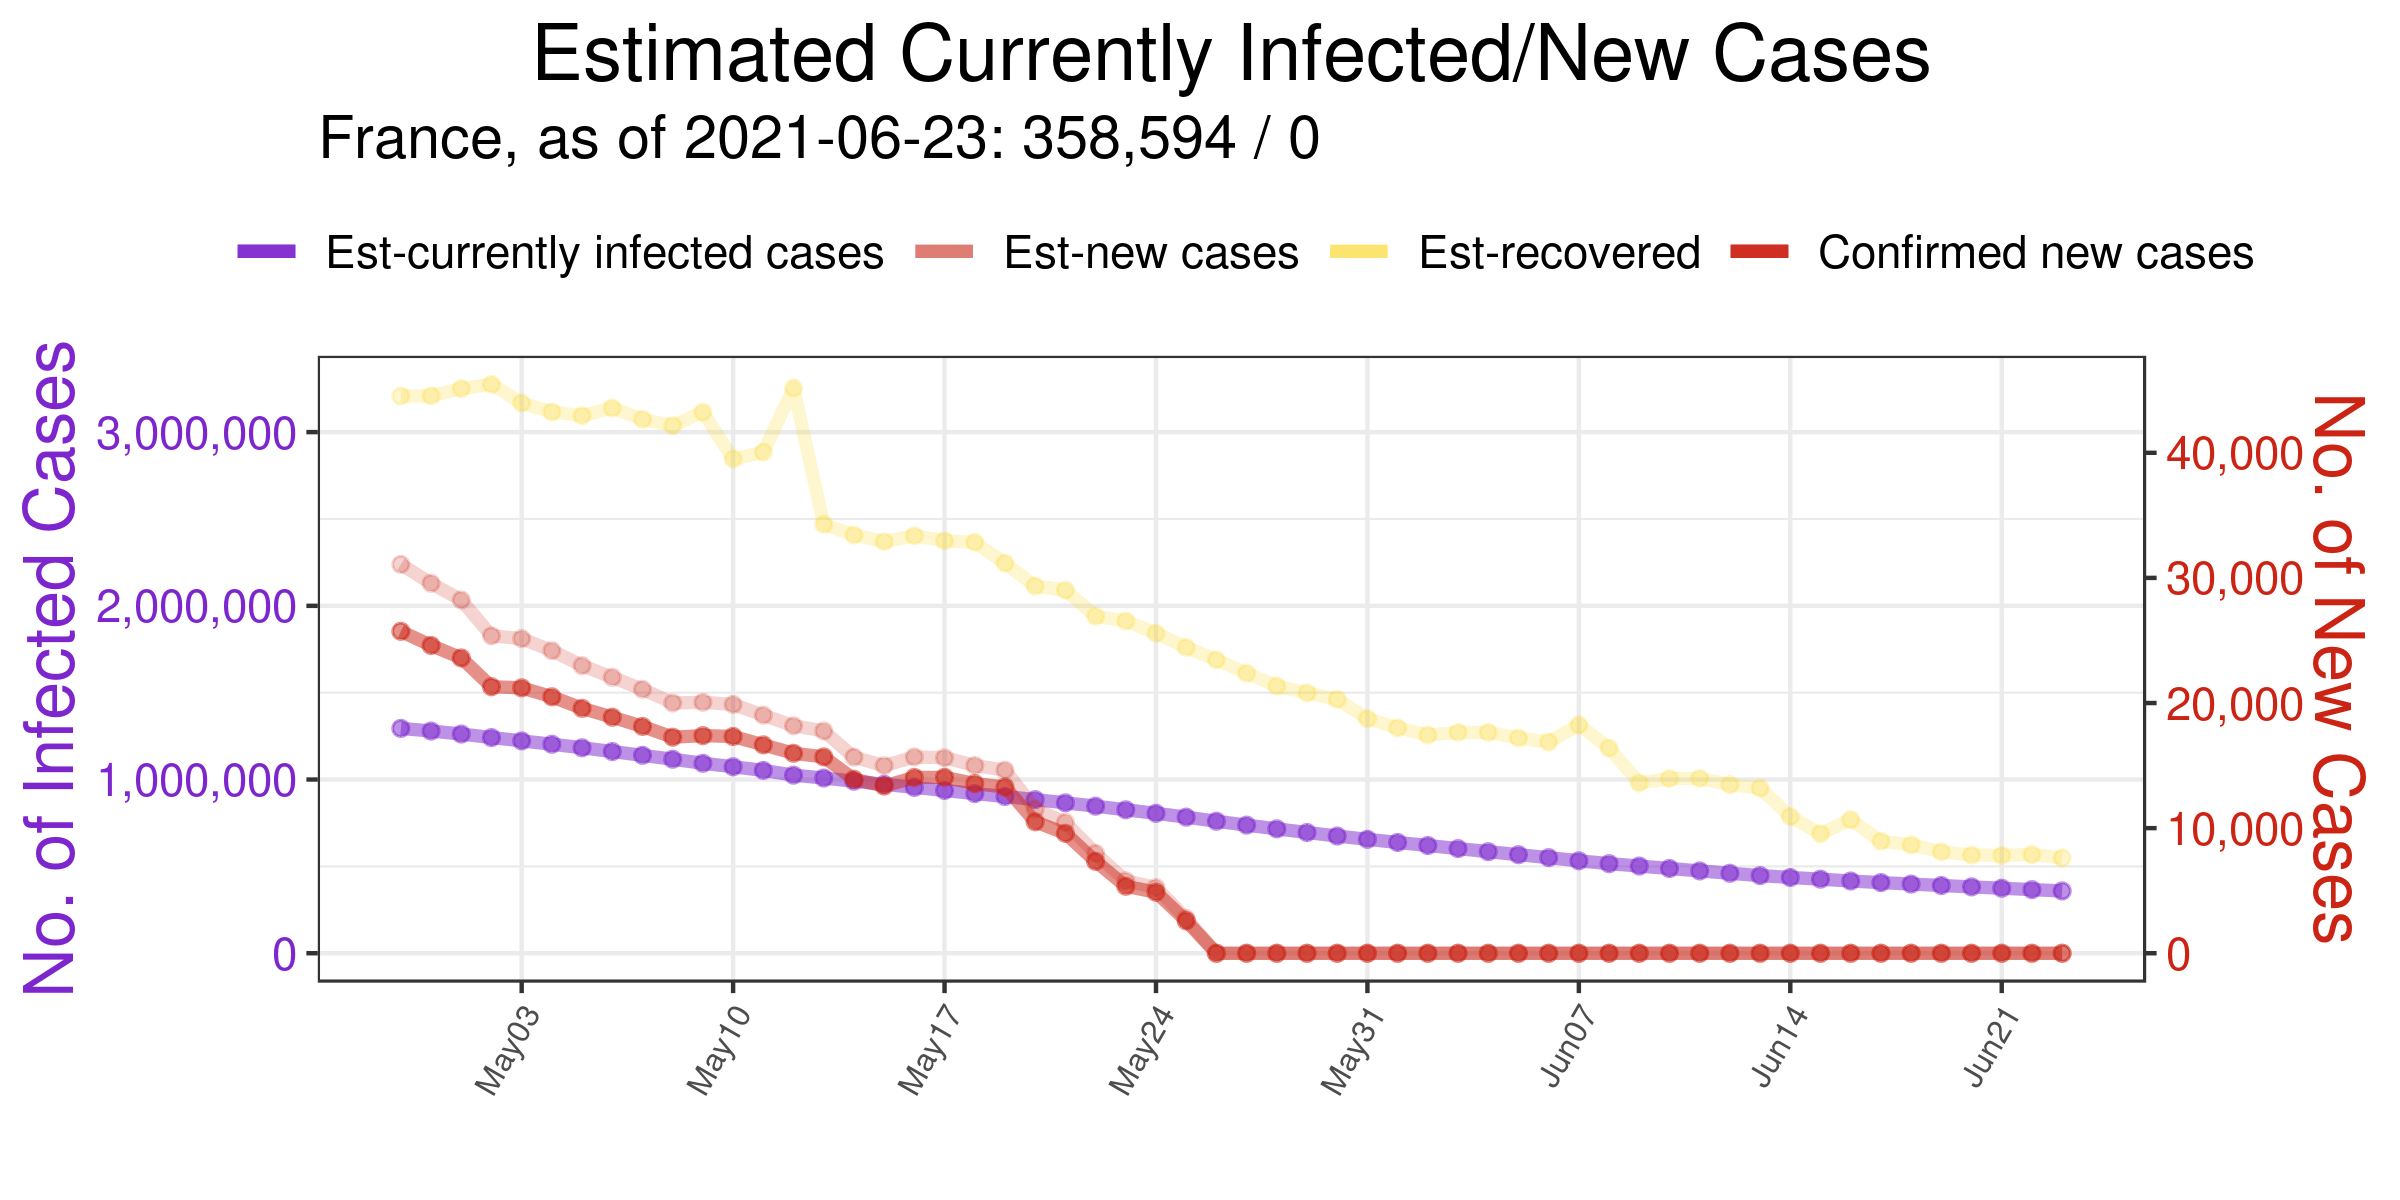 Estimated Currently Infected/New Cases
France, as of 2021-06-23: 358,594 / 0
Est-currently infected cases Est-new cases Est-recovered Confirmed new cases
No. of Infected Cases
3,000,000
2,000,000
1,000,000
0
40,000
30,000
20,000
10,000
0
No. of New Cases
May03 May10 May17 May24 May31 Jun07 Jun14 Jun21